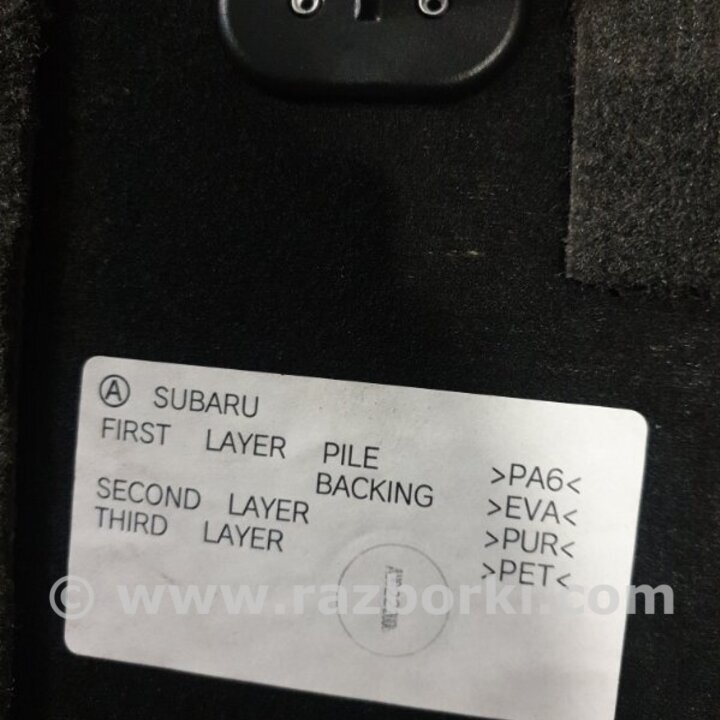 Ⓐ SUBARU
FIRST LAYER PILE >PA6<
BACKING >EVA<
SECOND LAYER >PUR<
THIRD LAYER >PET<
© www.razborki.com